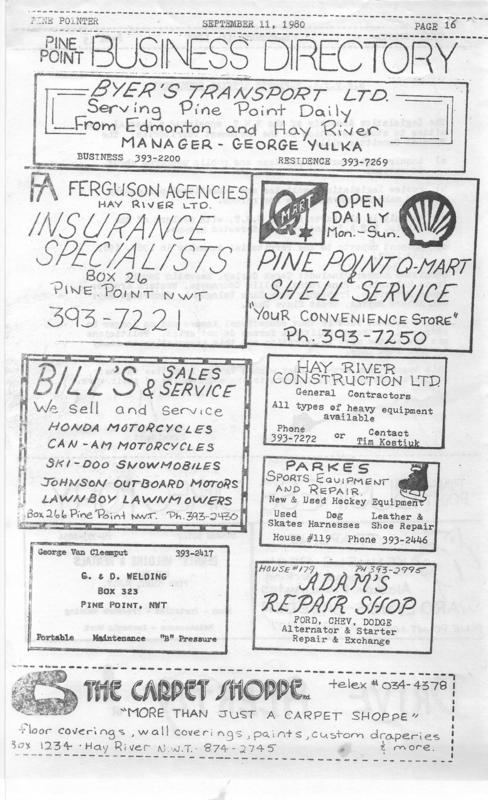 PINE POINTER SEPTEMBER 11, 1980 PAGE 16
PINE POINT BUSINESS DIRECTORY
BYER'S TRANSPORT LTD.
Serving Pine Point Daily
From Edmonton and Hay River
MANAGER - GEORGE YULKA
BUSINESS 393-2200 RESIDENCE 393-7269
FA FERGUSON AGENCIES
HAY RIVER LTD.
INSURANCE
SPECIALISTS
BOX 26
PINE POINT NWT
393-7221
Q MART
OPEN
DAILY
Mon.-Sun.
PINE POINT Q-MART
&
SHELL SERVICE
"YOUR CONVENIENCE STORE"
Ph. 393-7250
BILL'S SALES & SERVICE
We sell and service
HONDA MOTORCYCLES
CAN-AM MOTORCYCLES
SKI-DOO SNOWMOBILES
JOHNSON OUTBOARD MOTORS
LAWNBOY LAWNMOWERS
Box 266 Pine Point NWT. Ph. 393-2430
HAY RIVER
CONSTRUCTION LTD
General Contractors
All types of heavy equipment
available
Phone 393-7272 or Contact Tim Kostiuk
PARKES
SPORTS EQUIPMENT
AND REPAIR
New & Used Hockey Equipment
Used Dog Leather &
Skates Harnesses Shoe Repair
House #119 Phone 393-2446
George Van Cleemput 393-2417
G. & D. WELDING
BOX 323
PINE POINT, NWT
Portable Maintenance "B" Pressure
HOUSE #179 PH 393-2995
ADAM'S
REPAIR SHOP
FORD, CHEV. DODGE
Alternator & Starter
Repair & Exchange
THE CARPET SHOPPE Ltd. telex # 034-4378
"MORE THAN JUST A CARPET SHOPPE"
floor coverings, wall coverings, paints, custom draperies
Box 1234 · Hay River N.W.T. · 874-2745 & more.